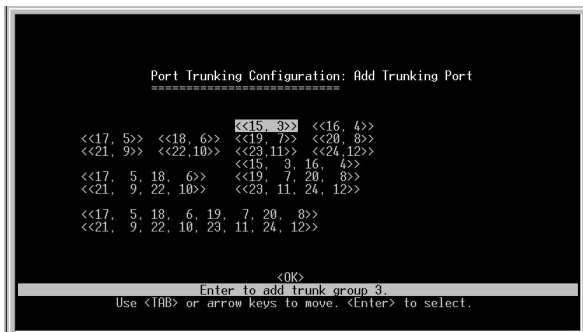 Port Trunking Configuration: Add Trunking Port
===========================
<<15, 3>> <<16, 4>>
<<17, 5>> <<18, 6>> <<19, 7>> <<20, 8>>
<<21, 9>> <<22,10>> <<23,11>> <<24,12>>
<<15, 3, 16, 4>>
<<17, 5, 18, 6>> <<19, 7, 20, 8>>
<<21, 9, 22, 10>> <<23, 11, 24, 12>>
<<17, 5, 18, 6, 19, 7, 20, 8>>
<<21, 9, 22, 10, 23, 11, 24, 12>>
<OK>
Enter to add trunk group 3.
Use <TAB> or arrow keys to move. <Enter> to select.